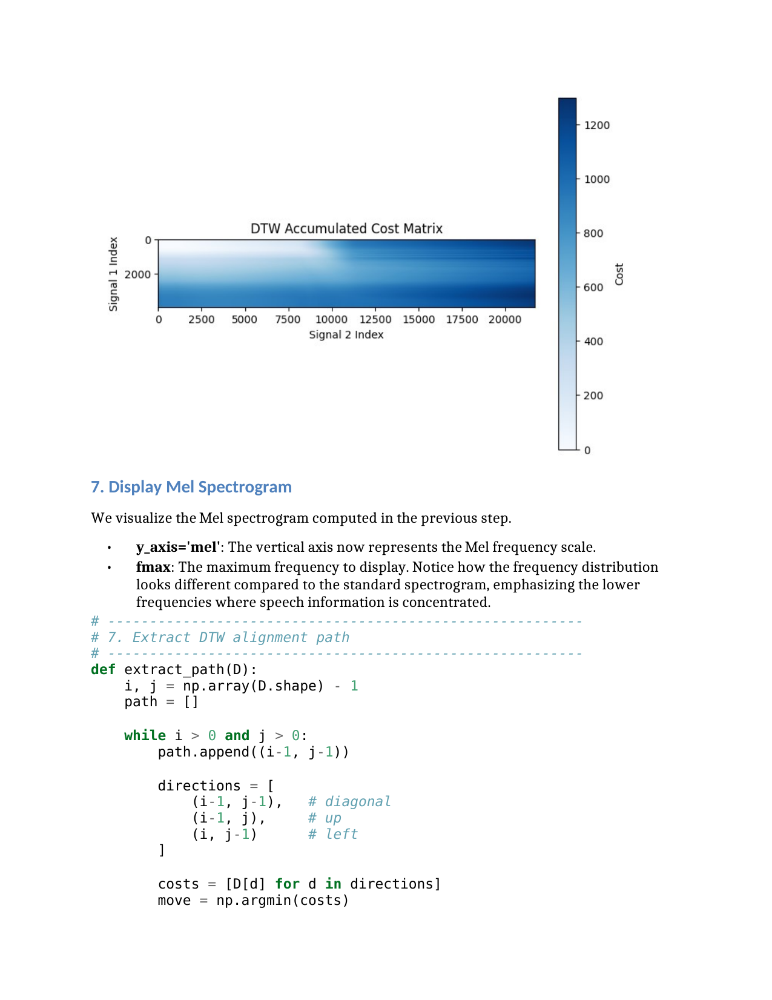 1200
1000
800
600
400
200
0
Cost
DTW Accumulated Cost Matrix
0
2000
Signal 1 Index
0 2500 5000 7500 10000 12500 15000 17500 20000
Signal 2 Index
7. Display Mel Spectrogram
We visualize the Mel spectrogram computed in the previous step.
• y_axis='mel': The vertical axis now represents the Mel frequency scale.
• fmax: The maximum frequency to display. Notice how the frequency distribution
looks different compared to the standard spectrogram, emphasizing the lower
frequencies where speech information is concentrated.
# ---------------------------------------------------------
# 7. Extract DTW alignment path
# ---------------------------------------------------------
def extract_path(D):
    i, j = np.array(D.shape) - 1
    path = []
    while i > 0 and j > 0:
        path.append((i-1, j-1))
        directions = [
            (i-1, j-1),   # diagonal
            (i-1, j),     # up
            (i, j-1)      # left
        ]
        costs = [D[d] for d in directions]
        move = np.argmin(costs)